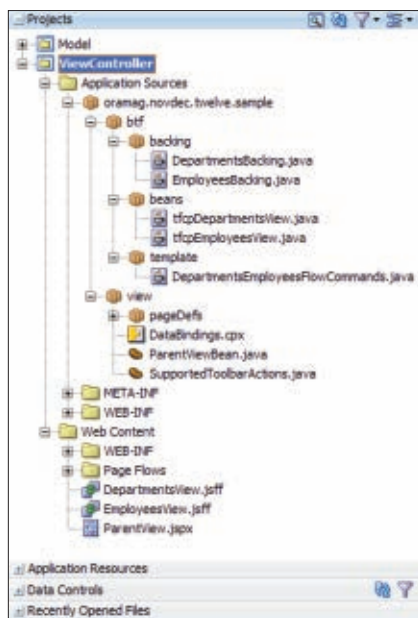 Projects
Model
ViewController
Application Sources
oramag.novdec.twelve.sample
btf
backing
DepartmentsBacking.java
EmployeesBacking.java
beans
tfcpDepartmentsView.java
tfcpEmployeesView.java
template
DepartmentsEmployeesFlowCommands.java
view
pageDefs
DataBindings.cpx
ParentViewBean.java
SupportedToolbarActions.java
META-INF
WEB-INF
Web Content
WEB-INF
Page Flows
DepartmentsView.jsff
EmployeesView.jsff
ParentView.jspx
Application Resources
Data Controls
Recently Opened Files